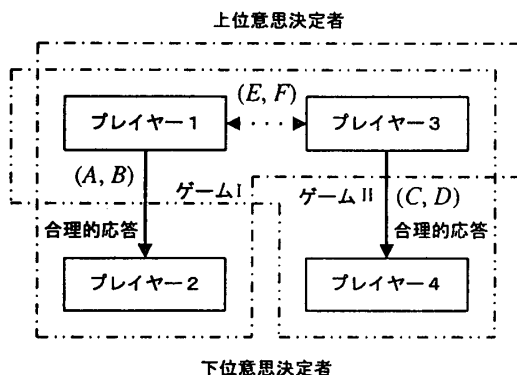 上位意思決定者
(E, F)
プレイヤー1
プレイヤー3
(A, B)
ゲームI
ゲームII
(C, D)
合理的応答
合理的応答
プレイヤー2
プレイヤー4
下位意思決定者